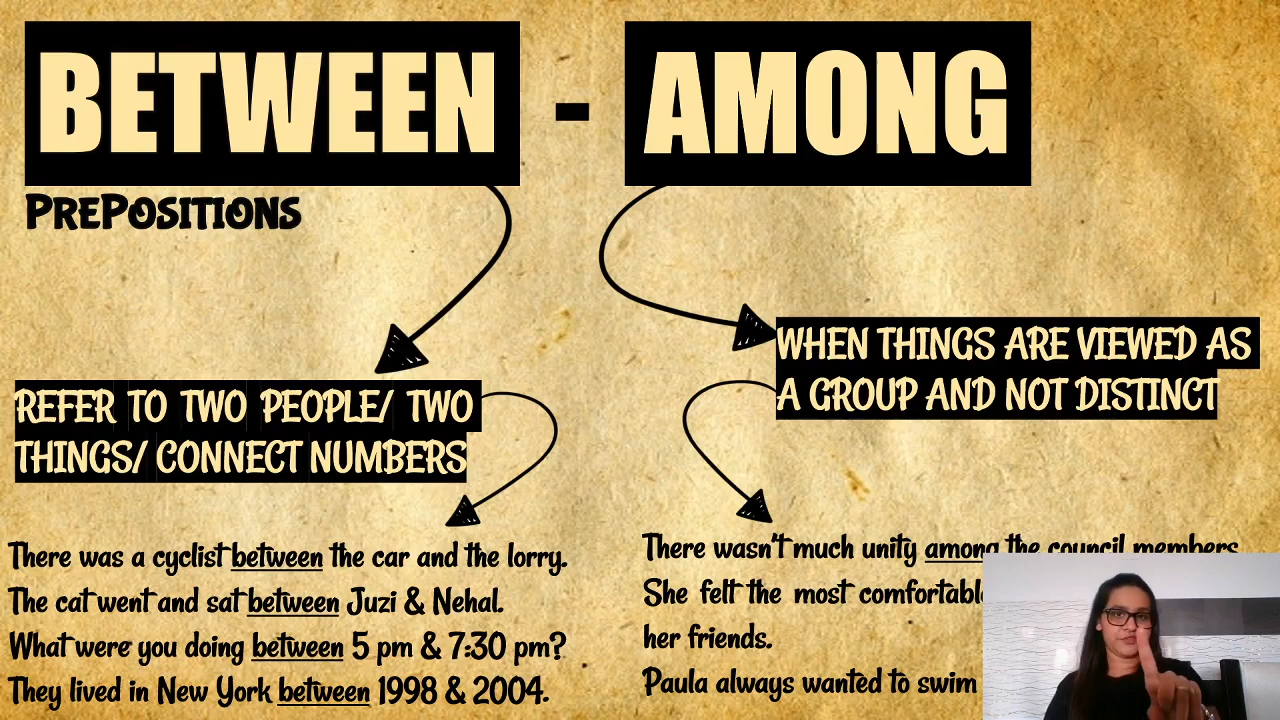 BETWEEN - AMONG
PREPOSITIONS
REFER TO TWO PEOPLE/ TWO
THINGS/ CONNECT NUMBERS
WHEN THINGS ARE VIEWED AS
A GROUP AND NOT DISTINCT
There was a cyclist between the car and the lorry.
The cat went and sat between Juzi & Nehal.
What were you doing between 5 pm & 7:30 pm?
They lived in New York between 1998 & 2004.
There wasn't much unity among the council members
She felt the most comfortable
her friends.
Paula always wanted to swim